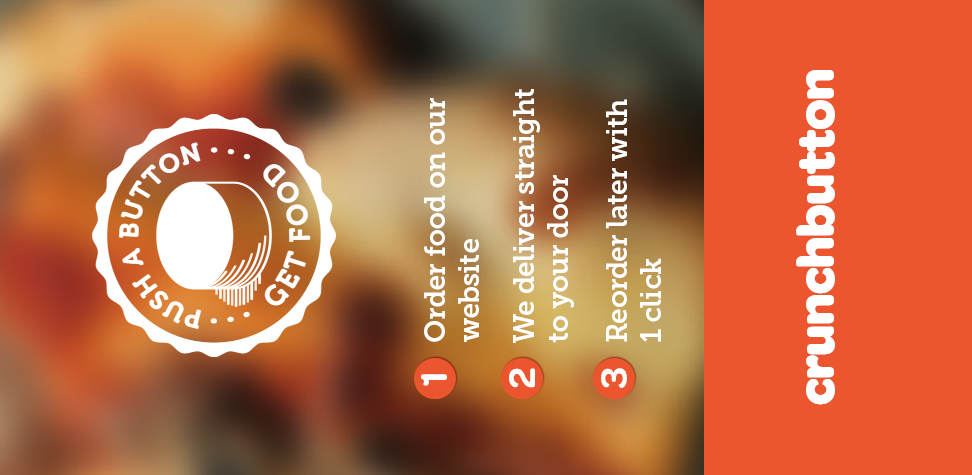 PUSH A BUTTON ···
GET FOOD ···
1 Order food on our
website
2 We deliver straight
to your door
3 Reorder later with
1 click
crunchbutton